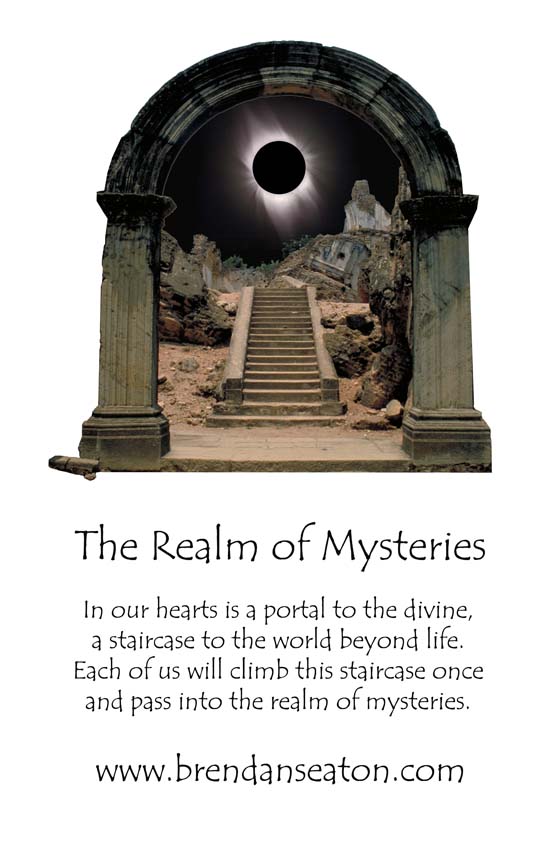 The Realm of Mysteries
In our hearts is a portal to the divine,
a staircase to the world beyond life.
Each of us will climb this staircase once
and pass into the realm of mysteries.
www.brendanseaton.com